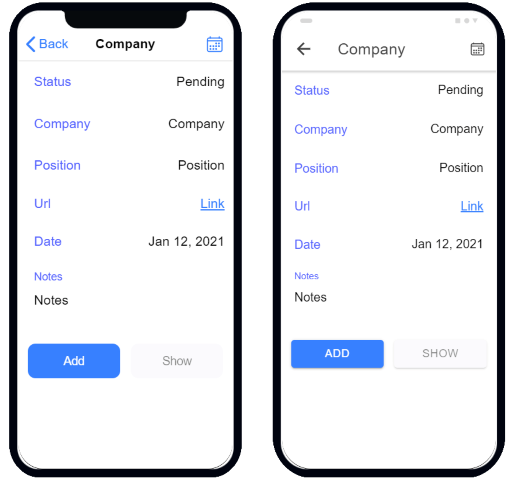 Back Company
Status Pending
Company Company
Position Position
Url Link
Date Jan 12, 2021
Notes
Notes
Add Show
Company
Status Pending
Company Company
Position Position
Url Link
Date Jan 12, 2021
Notes
Notes
ADD SHOW